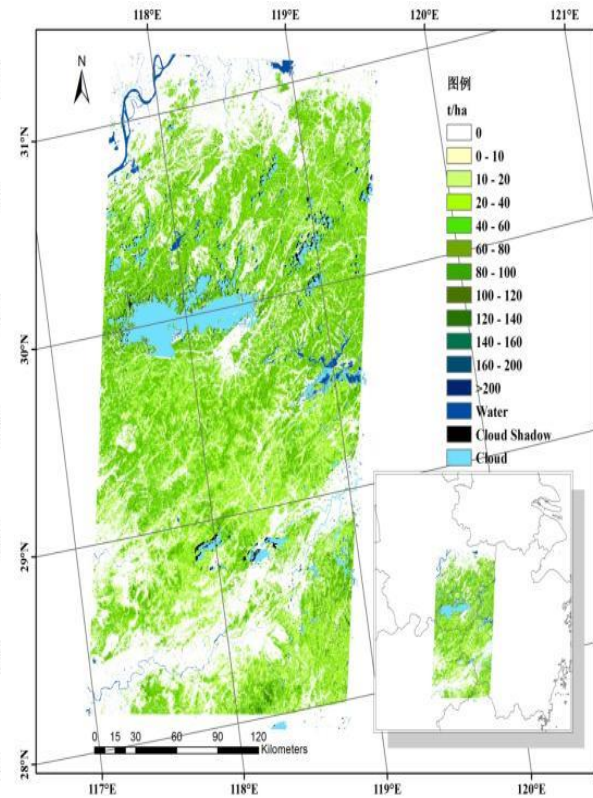 118°E 119°E 120°E 121°E
N
图例
t/ha
0
0 - 10
10 - 20
20 - 40
40 - 60
60 - 80
80 - 100
100 - 120
120 - 140
140 - 160
160 - 200
>200
Water
Cloud Shadow
Cloud
31°N
30°N
29°N
28°N
0 15 30 60 90 120
Kilometers
117°E 118°E 119°E 120°E